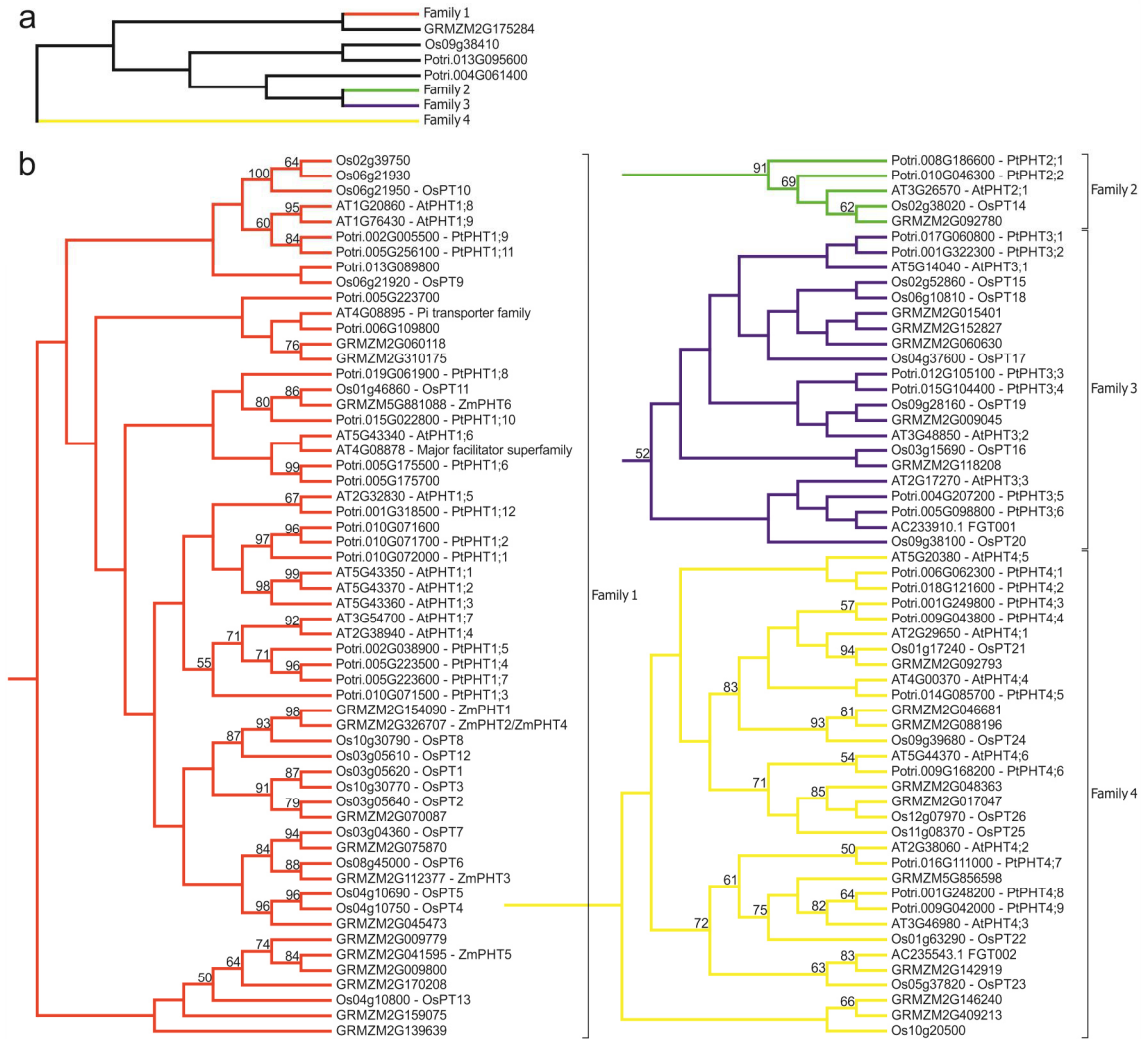 a
Family 1
GRMZM2G175284
Os09g38410
Potri.013G095600
Potri.004G061400
Family 2
Family 3
Family 4
b
64
Os02g39750
100
Os06g21930
Os06g21950 - OsPT10
95
AT1G20860 - AtPHT1;8
60
AT1G76430 - AtPHT1;9
84
Potri.002G005500 - PtPHT1;9
Potri.005G256100 - PtPHT1;11
Potri.013G089800
Os06g21920 - OsPT9
Potri.005G223700
AT4G08895 - Pi transporter family
Potri.006G109800
76
GRMZM2G060118
GRMZM2G310175
Potri.019G061900 - PtPHT1;8
86
Os01g46860 - OsPT11
80
GRMZM5G881088 - ZmPHT6
Potri.015G022800 - PtPHT1;10
AT5G43340 - AtPHT1;6
AT4G08878 - Major facilitator superfamily
99
Potri.005G175500 - PtPHT1;6
Potri.005G175700
67
AT2G32830 - AtPHT1;5
Potri.001G318500 - PtPHT1;12
96
Potri.010G071600
97
Potri.010G071700 - PtPHT1;2
Potri.010G072000 - PtPHT1;1
99
AT5G43350 - AtPHT1;1
98
AT5G43370 - AtPHT1;2
AT5G43360 - AtPHT1;3
92
AT3G54700 - AtPHT1;7
71
AT2G38940 - AtPHT1;4
71
Potri.002G038900 - PtPHT1;5
55
96
Potri.005G223500 - PtPHT1;4
Potri.005G223600 - PtPHT1;7
Potri.010G071500 - PtPHT1;3
98
GRMZM2G154090 - ZmPHT1
93
GRMZM2G326707 - ZmPHT2/ZmPHT4
87
Os10g30790 - OsPT8
Os03g05610 - OsPT12
87
Os03g05620 - OsPT1
91
Os10g30770 - OsPT3
79
Os03g05640 - OsPT2
GRMZM2G070087
94
Os03g04360 - OsPT7
84
GRMZM2G075870
88
Os08g45000 - OsPT6
GRMZM2G112377 - ZmPHT3
96
Os04g10690 - OsPT5
96
Os04g10750 - OsPT4
GRMZM2G045473
74
GRMZM2G009779
64
84
GRMZM2G041595 - ZmPHT5
50
GRMZM2G009800
GRMZM2G170208
Os04g10800 - OsPT13
GRMZM2G159075
GRMZM2G139639
Family 1
91
Potri.008G186600 - PtPHT2;1
69
Potri.010G046300 - PtPHT2;2
AT3G26570 - AtPHT2;1
62
Os02g38020 - OsPT14
GRMZM2G092780
Family 2
Potri.017G060800 - PtPHT3;1
Potri.001G322300 - PtPHT3;2
AT5G14040 - AtPHT3,1
Os02g52860 - OsPT15
Os06g10810 - OsPT18
GRMZM2G015401
GRMZM2G152827
GRMZM2G060630
Os04g37600 - OsPT17
Potri.012G105100 - PtPHT3;3
Potri.015G104400 - PtPHT3;4
Os09g28160 - OsPT19
GRMZM2G009045
AT3G48850 - AtPHT3;2
52
Os03g15690 - OsPT16
GRMZM2G118208
AT2G17270 - AtPHT3;3
Potri.004G207200 - PtPHT3;5
Potri.005G098800 - PtPHT3;6
AC233910.1 FGT001
Os09g38100 - OsPT20
Family 3
AT5G20380 - AtPHT4;5
Potri.006G062300 - PtPHT4;1
Potri.018G121600 - PtPHT4;2
57
Potri.001G249800 - PtPHT4;3
Potri.009G043800 - PtPHT4;4
AT2G29650 - AtPHT4;1
94
Os01g17240 - OsPT21
GRMZM2G092793
83
AT4G00370 - AtPHT4;4
Potri.014G085700 - PtPHT4;5
81
GRMZM2G046681
93
GRMZM2G088196
Os09g39680 - OsPT24
54
AT5G44370 - AtPHT4;6
71
Potri.009G168200 - PtPHT4;6
85
GRMZM2G048363
GRMZM2G017047
Os12g07970 - OsPT26
Os11g08370 - OsPT25
50
AT2G38060 - AtPHT4;2
Potri.016G111000 - PtPHT4;7
61
GRMZM5G856598
64
Potri.001G248200 - PtPHT4;8
75
82
Potri.009G042000 - PtPHT4;9
72
AT3G46980 - AtPHT4;3
Os01g63290 - OsPT22
83
AC235543.1 FGT002
63
GRMZM2G142919
Os05g37820 - OsPT23
66
GRMZM2G146240
GRMZM2G409213
Os10g20500
Family 4